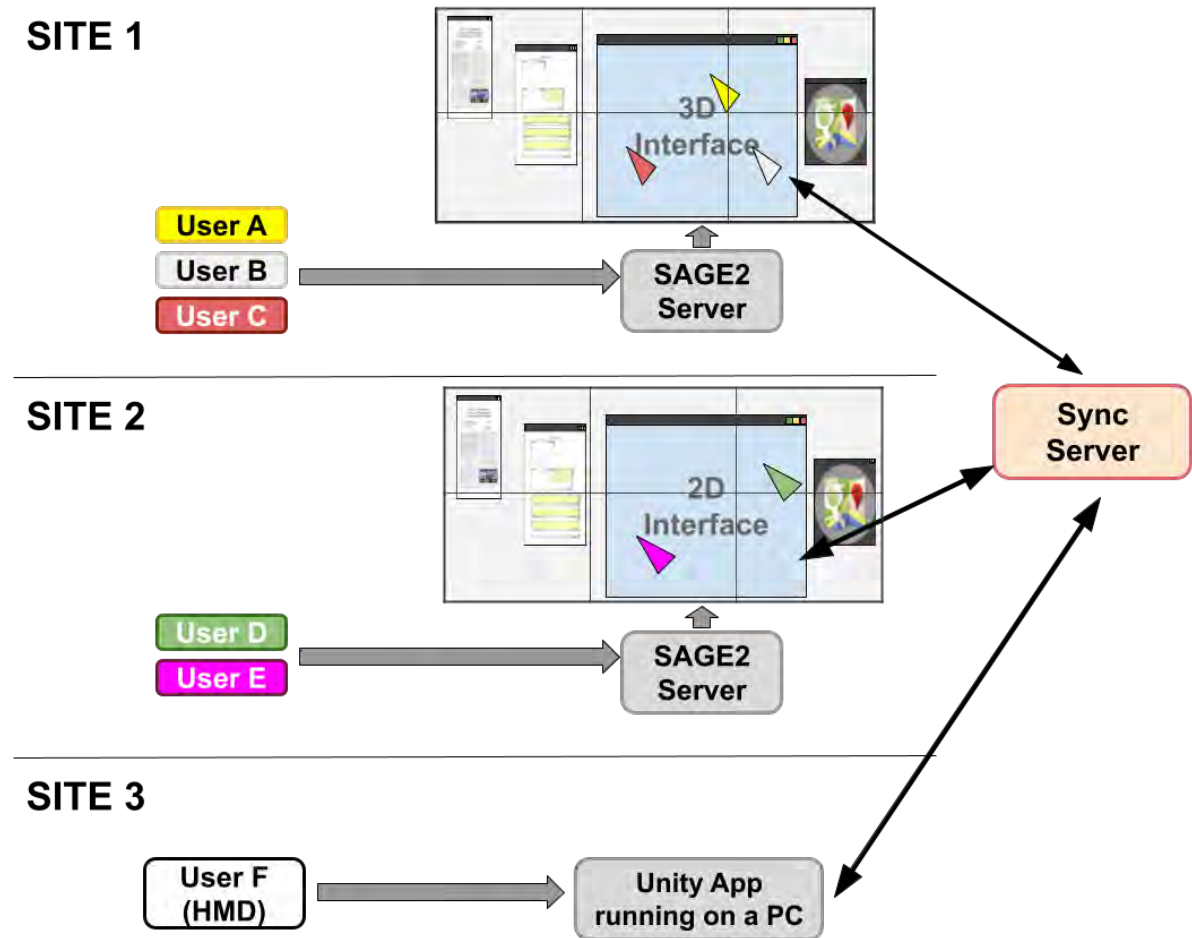 SITE 1
3D
Interface
User A
User B
User C
SAGE2
Server
SITE 2
2D
Interface
Sync
Server
User D
User E
SAGE2
Server
SITE 3
User F
(HMD)
Unity App
running on a PC